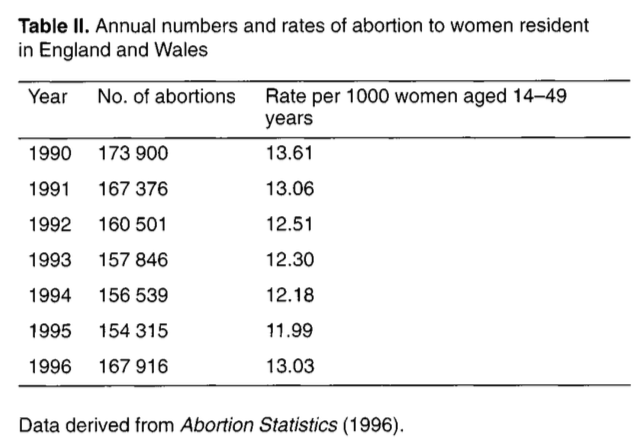 Table II. Annual numbers and rates of abortion to women resident
in England and Wales
Year No. of abortions Rate per 1000 women aged 14–49
years
1990 173 900 13.61
1991 167 376 13.06
1992 160 501 12.51
1993 157 846 12.30
1994 156 539 12.18
1995 154 315 11.99
1996 167 916 13.03
Data derived from Abortion Statistics (1996).